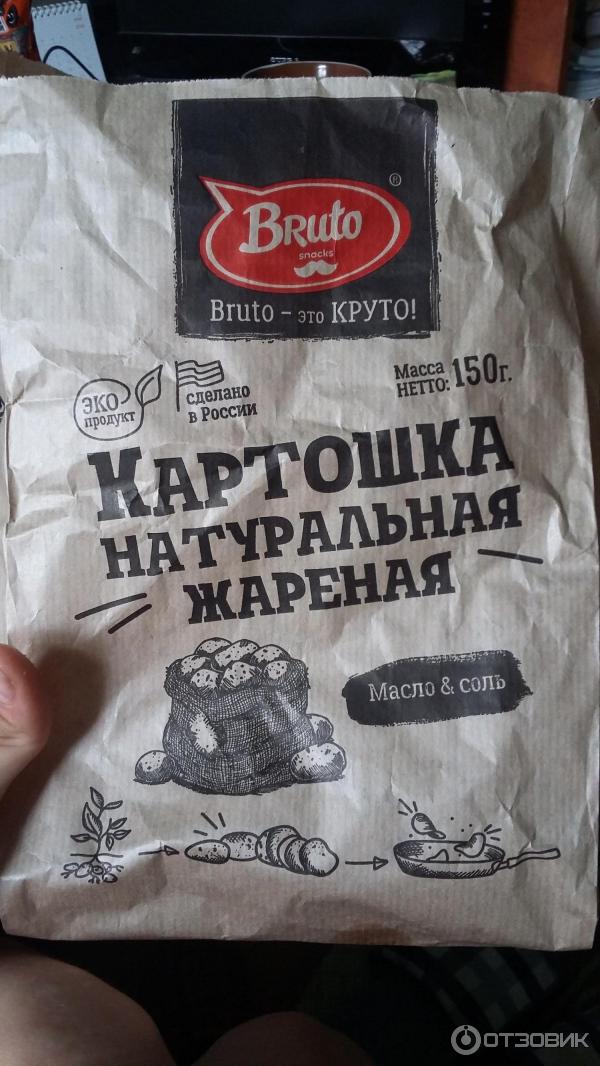 Bruto
®
snacks
Bruto – это КРУТО!
ЭКО
продукт
сделано
в России
Масса
НЕТТО: 150г.
КАРТОШКА
НАТУРАЛЬНАЯ
ЖАРЕНАЯ
Масло & соль
ОТЗОВИК